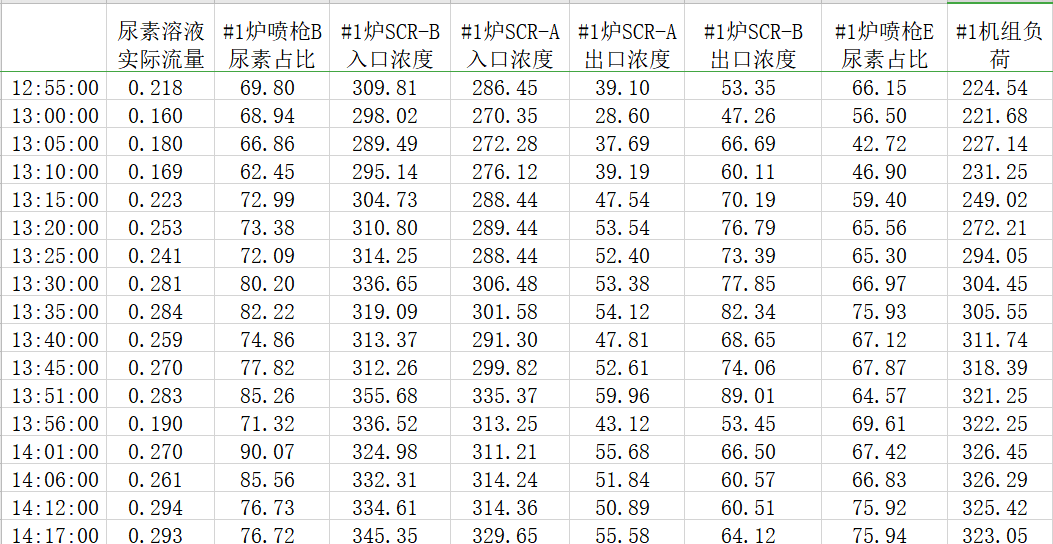 尿素溶液 #1炉喷枪B #1炉SCR-B #1炉SCR-A #1炉SCR-A #1炉SCR-B #1炉喷枪E #1机组负
实际流量 尿素占比 入口浓度 入口浓度 出口浓度 出口浓度 尿素占比 荷
12:55:00 0.218 69.80 309.81 286.45 39.10 53.35 66.15 224.54
13:00:00 0.160 68.94 298.02 270.35 28.60 47.26 56.50 221.68
13:05:00 0.180 66.86 289.49 272.28 37.69 66.69 42.72 227.14
13:10:00 0.169 62.45 295.14 276.12 39.19 60.11 46.90 231.25
13:15:00 0.223 72.99 304.73 288.44 47.54 70.19 59.40 249.02
13:20:00 0.253 73.38 310.80 289.44 53.54 76.79 65.56 272.21
13:25:00 0.241 72.09 314.25 288.44 52.40 73.39 65.30 294.05
13:30:00 0.281 80.20 336.65 306.48 53.38 77.85 66.97 304.45
13:35:00 0.284 82.22 319.09 301.58 54.12 82.34 75.93 305.55
13:40:00 0.259 74.86 313.37 291.30 47.81 68.65 67.12 311.74
13:45:00 0.270 77.82 312.26 299.82 52.61 74.06 67.87 318.39
13:51:00 0.283 85.26 355.68 335.37 59.96 89.01 64.57 321.25
13:56:00 0.190 71.32 336.52 313.25 43.12 53.45 69.61 322.25
14:01:00 0.270 90.07 324.98 311.21 55.68 66.50 67.42 326.45
14:06:00 0.261 85.56 332.31 314.24 51.84 60.57 66.83 326.29
14:12:00 0.294 76.73 334.61 314.36 50.89 60.51 75.92 325.42
14:17:00 0.293 76.72 345.35 329.65 55.58 64.12 75.94 323.05